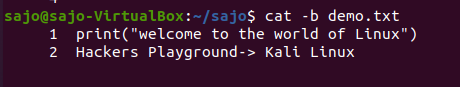 sajo@sajo-VirtualBox:~/sajo$ cat -b demo.txt
1 print("welcome to the world of Linux")
2 Hackers Playground-> Kali Linux